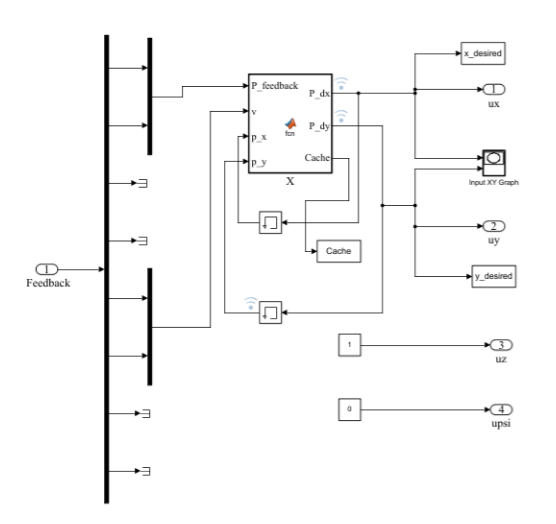 x_desired
P_feedback
P_dx
1
ux
v
fcn
P_dy
p_x
p_y
Cache
X
Input XY Graph
2
uy
Cache
1
Feedback
y_desired
1
3
uz
0
4
upsi